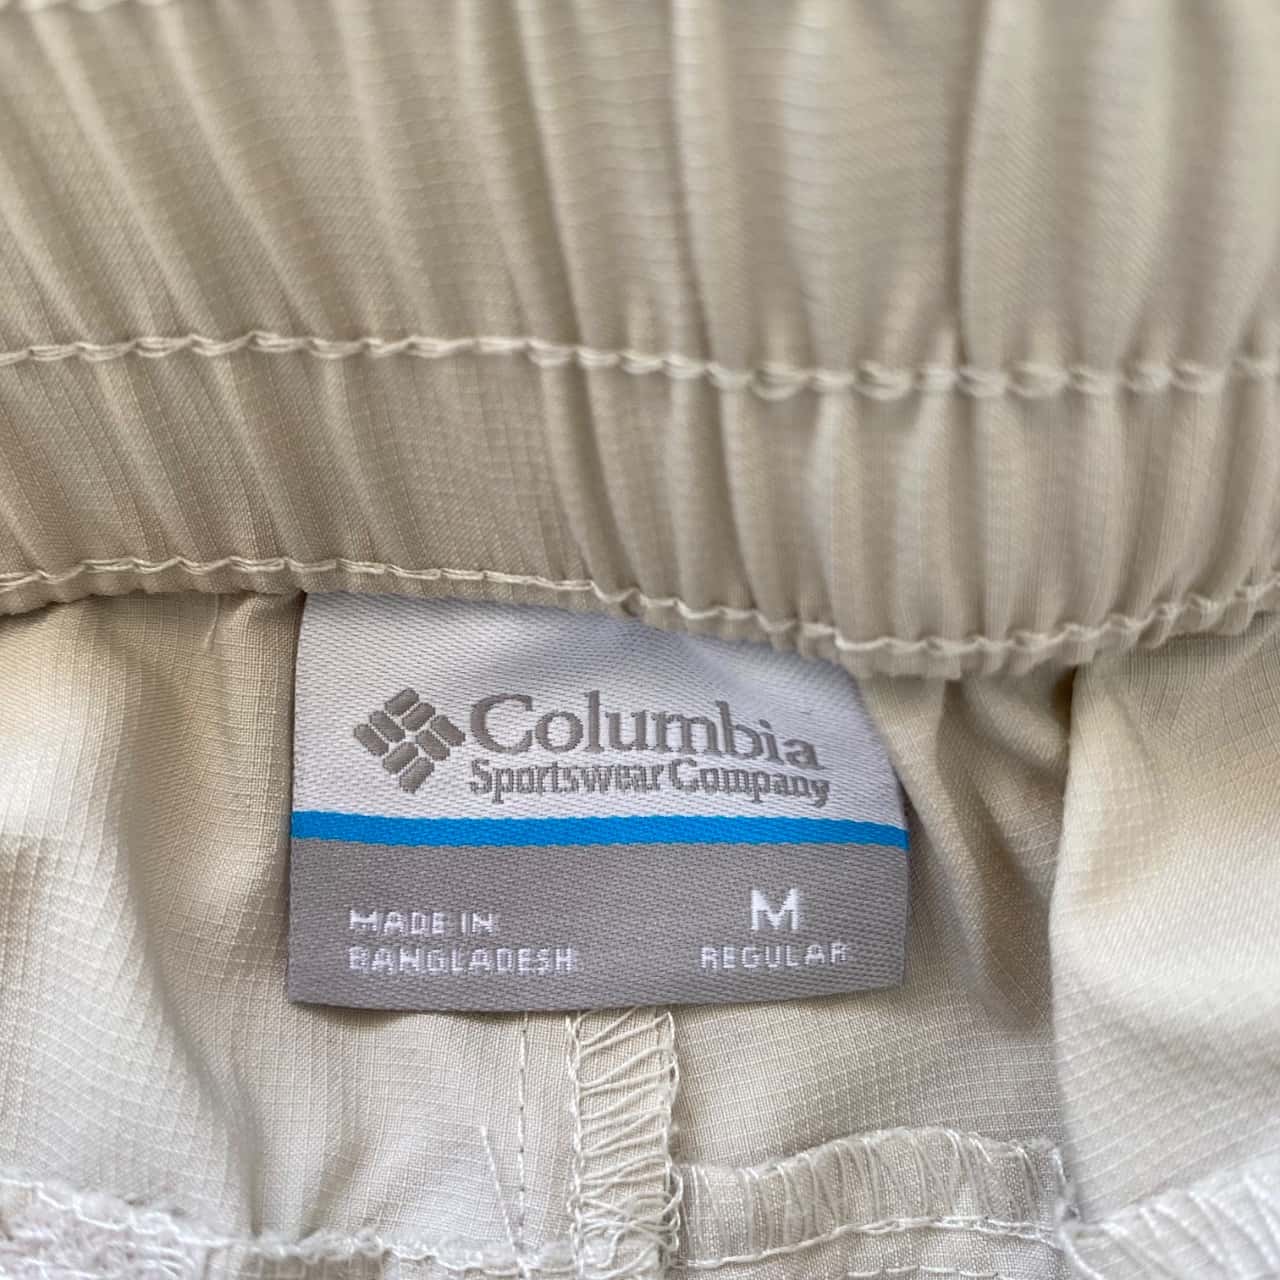 Columbia
Sportswear Company
MADE IN
BANGLADESH
M
REGULAR